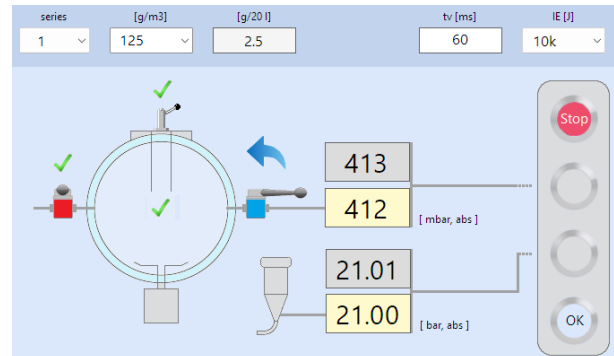 series [g/m3] [g/20 l] tv [ms] IE [J]
1 125 2.5 60 10k
Stop
413
412
[ mbar, abs ]
21.01
21.00
[ bar, abs ]
OK